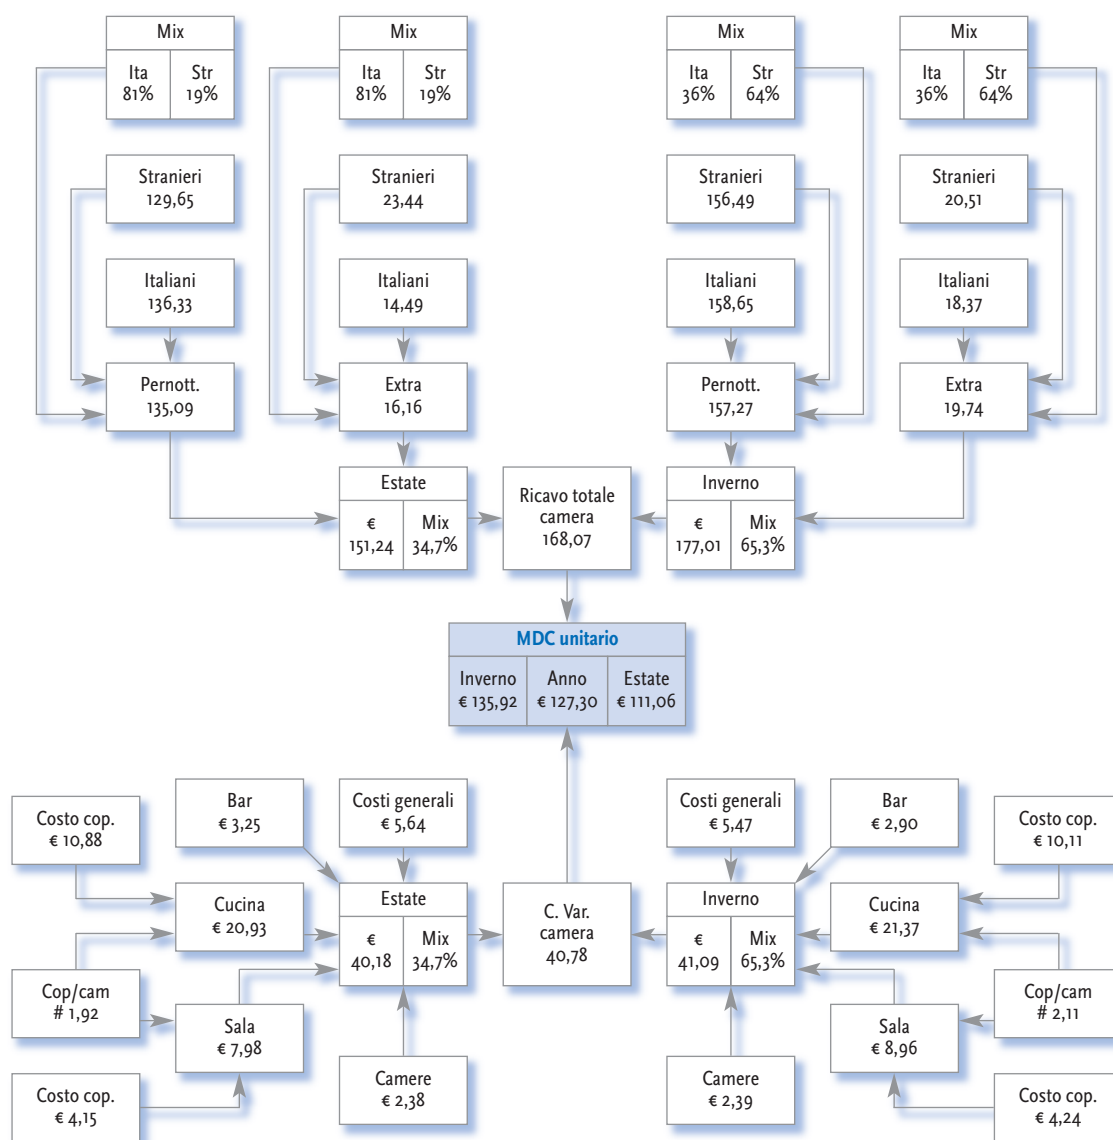 Mix
Ita
81%
Str
19%
Mix
Ita
81%
Str
19%
Mix
Ita
36%
Str
64%
Mix
Ita
36%
Str
64%
Stranieri
129,65
Stranieri
23,44
Stranieri
156,49
Stranieri
20,51
Italiani
136,33
Italiani
14,49
Italiani
158,65
Italiani
18,37
Pernott.
135,09
Extra
16,16
Pernott.
157,27
Extra
19,74
Estate
€
151,24
Mix
34,7%
Ricavo totale
camera
168,07
Inverno
€
177,01
Mix
65,3%
MDC unitario
Inverno
€ 135,92
Anno
€ 127,30
Estate
€ 111,06
Costo cop.
€ 10,88
Bar
€ 3,25
Costi generali
€ 5,64
Costi generali
€ 5,47
Bar
€ 2,90
Costo cop.
€ 10,11
Cucina
€ 20,93
Estate
€
40,18
Mix
34,7%
C. Var.
camera
40,78
Inverno
€
41,09
Mix
65,3%
Cucina
€ 21,37
Cop/cam
# 1,92
Sala
€ 7,98
Sala
€ 8,96
Cop/cam
# 2,11
Costo cop.
€ 4,15
Camere
€ 2,38
Camere
€ 2,39
Costo cop.
€ 4,24